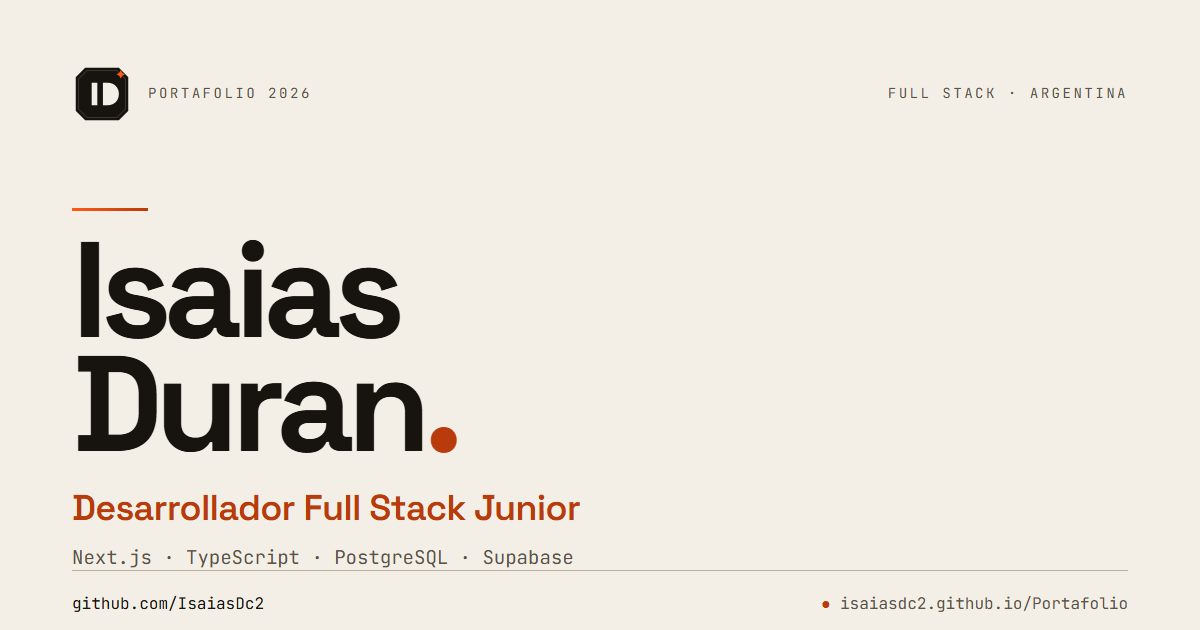 ID
PORTAFOLIO 2026
FULL STACK · ARGENTINA
Isaias
Duran.
Desarrollador Full Stack Junior
Next.js · TypeScript · PostgreSQL · Supabase
github.com/IsaiasDc2
isaiasdc2.github.io/Portafolio